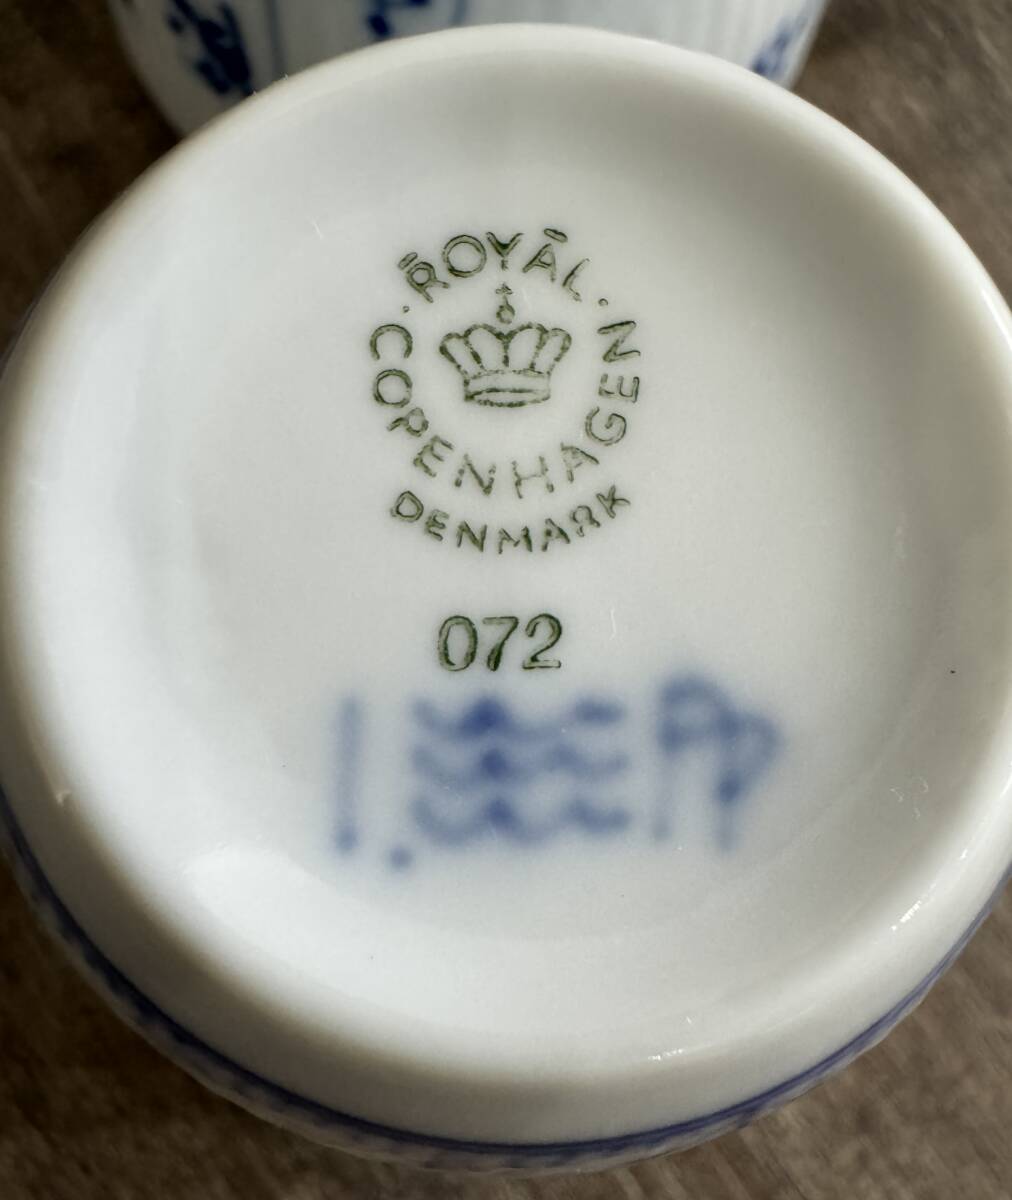 ROYAL
COPENHAGEN
DENMARK
072